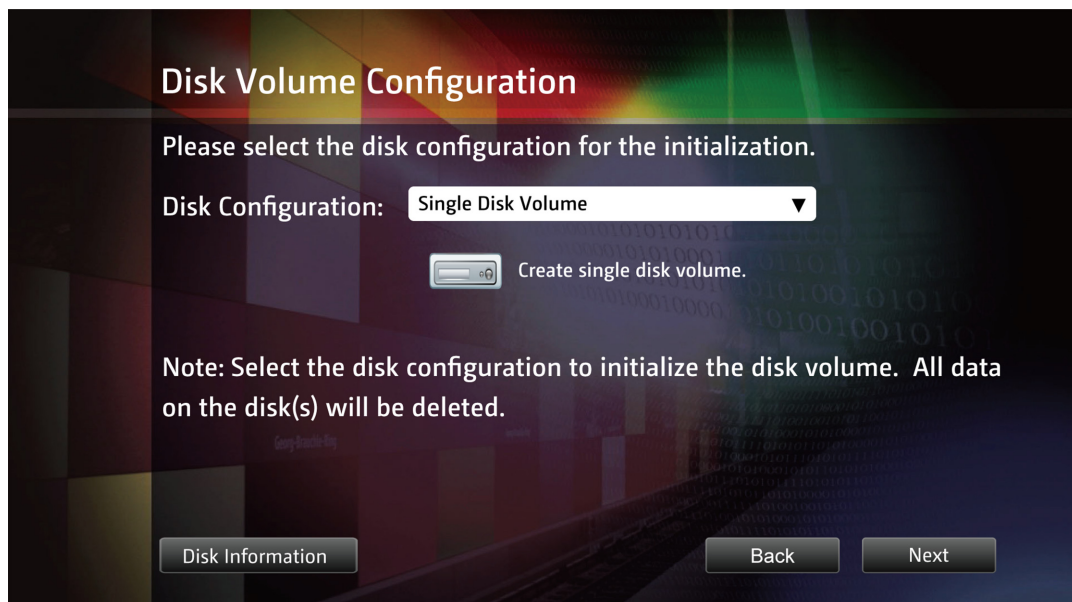 Disk Volume Configuration
Please select the disk configuration for the initialization.
Disk Configuration: Single Disk Volume ▼
Create single disk volume.
Note: Select the disk configuration to initialize the disk volume.  All data
on the disk(s) will be deleted.
Disk Information Back Next